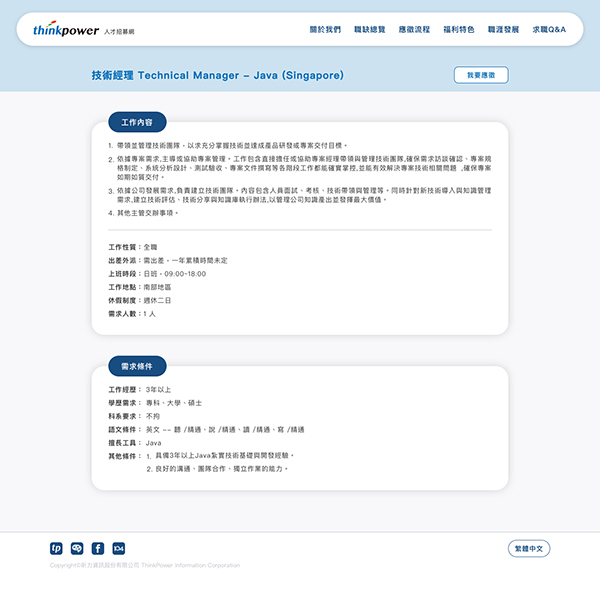 thinkpower 人才招募網 關於我們 職缺總覽 應徵流程 福利特色 職涯發展 求職Q&A
技術經理 Technical Manager – Java (Singapore) 我要應徵
工作內容
1. 帶領並管理技術團隊，以求充分掌握技術並達成產品研發或專案交付目標。
2. 依據專案需求,主導或協助專案管理。工作包含直接擔任或協助專案經理帶領與管理技術團隊,確保需求訪談確認、專案規
格制定、系統分析設計、測試驗收、專案文件撰寫等各階段工作都能確實掌控,並能有效解決專案技術相關問題 ,確保專案
如期如質交付。
3. 依據公司發展需求,負責建立技術團隊。內容包含人員面試、考核、技術帶領與管理等。同時針對新技術導入與知識管理
需求,建立技術評估、技術分享與知識庫執行辦法,以管理公司知識產出並發揮最大價值。
4. 其他主管交辦事項。
工作性質：全職
出差外派：需出差，一年累積時間未定
上班時段：日班，09:00-18:00
工作地點：南部地區
休假制度：週休二日
需求人數：1 人
需求條件
工作經歷： 3年以上
學歷需求： 專科、大學、碩士
科系要求： 不拘
語文條件： 英文 -- 聽 /精通、說 /精通、讀 /精通、寫 /精通
擅長工具： Java
其他條件： 1. 具備3年以上Java紮實技術基礎與開發經驗。
2. 良好的溝通、團隊合作、獨立作業的能力。
tp f 104 繁體中文
Copyright©新力資訊股份有限公司 ThinkPower Information Corporation